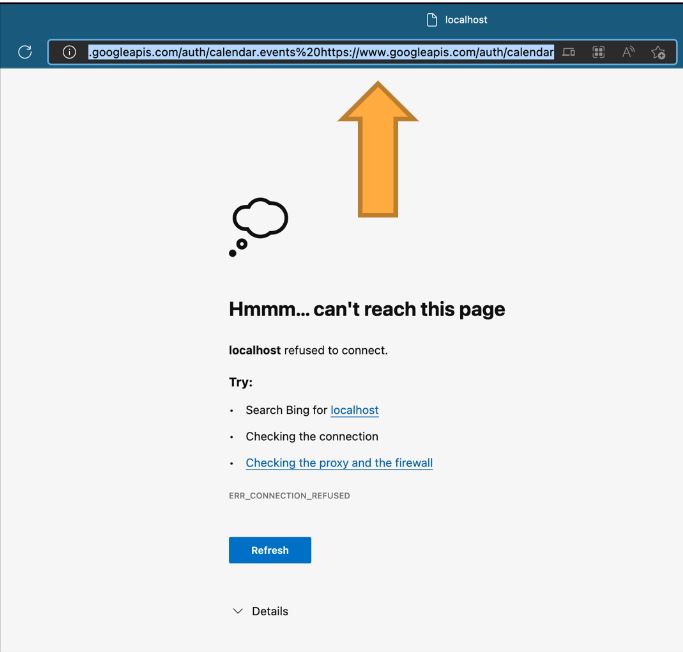 localhost
.googleapis.com/auth/calendar.events%20https://www.googleapis.com/auth/calendar
Hmmm... can't reach this page
localhost refused to connect.
Try:
• Search Bing for localhost
• Checking the connection
• Checking the proxy and the firewall
ERR_CONNECTION_REFUSED
Refresh
Details